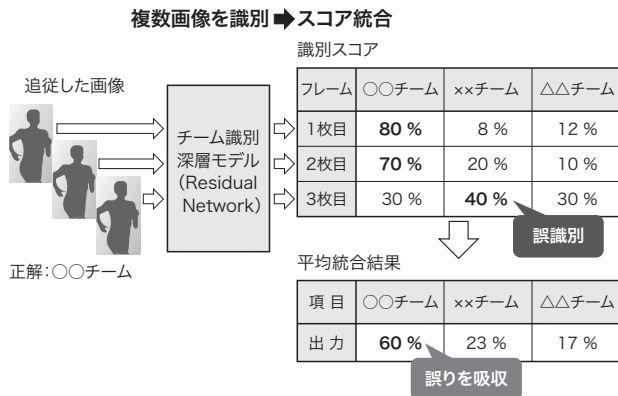 複数画像を識別➡スコア統合
識別スコア
追従した画像
フレーム ○○チーム ××チーム △△チーム
1枚目 80 % 8 % 12 %
2枚目 70 % 20 % 10 %
3枚目 30 % 40 % 30 %
チーム識別
深層モデル
(Residual
Network)
誤識別
正解:○○チーム
平均統合結果
項 目 ○○チーム ××チーム △△チーム
出 力 60 % 23 % 17 %
誤りを吸収